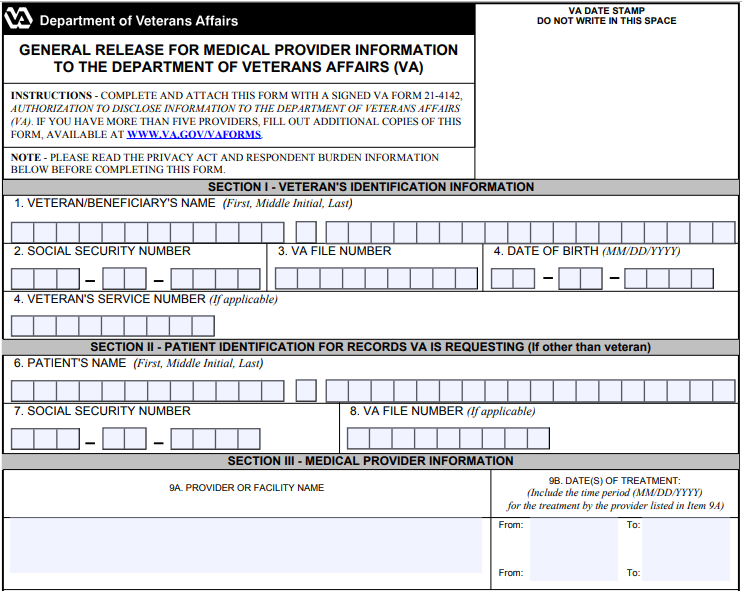 VA
Department of Veterans Affairs
VA DATE STAMP
DO NOT WRITE IN THIS SPACE
GENERAL RELEASE FOR MEDICAL PROVIDER INFORMATION
TO THE DEPARTMENT OF VETERANS AFFAIRS (VA)
INSTRUCTIONS - COMPLETE AND ATTACH THIS FORM WITH A SIGNED VA FORM 21-4142,
AUTHORIZATION TO DISCLOSE INFORMATION TO THE DEPARTMENT OF VETERANS AFFAIRS
(VA). IF YOU HAVE MORE THAN FIVE PROVIDERS, FILL OUT ADDITIONAL COPIES OF THIS
FORM, AVAILABLE AT WWW.VA.GOV/VAFORMS.
NOTE - PLEASE READ THE PRIVACY ACT AND RESPONDENT BURDEN INFORMATION
BELOW BEFORE COMPLETING THIS FORM.
SECTION I - VETERAN'S IDENTIFICATION INFORMATION
1. VETERAN/BENEFICIARY'S NAME (First, Middle Initial, Last)
2. SOCIAL SECURITY NUMBER
3. VA FILE NUMBER
4. DATE OF BIRTH (MM/DD/YYYY)
4. VETERAN'S SERVICE NUMBER (If applicable)
SECTION II - PATIENT IDENTIFICATION FOR RECORDS VA IS REQUESTING (If other than veteran)
6. PATIENT'S NAME (First, Middle Initial, Last)
7. SOCIAL SECURITY NUMBER
8. VA FILE NUMBER (If applicable)
SECTION III - MEDICAL PROVIDER INFORMATION
9A. PROVIDER OR FACILITY NAME
9B. DATE(S) OF TREATMENT:
(Include the time period (MM/DD/YYYY)
for the treatment by the provider listed in Item 9A)
From: To:
From: To: